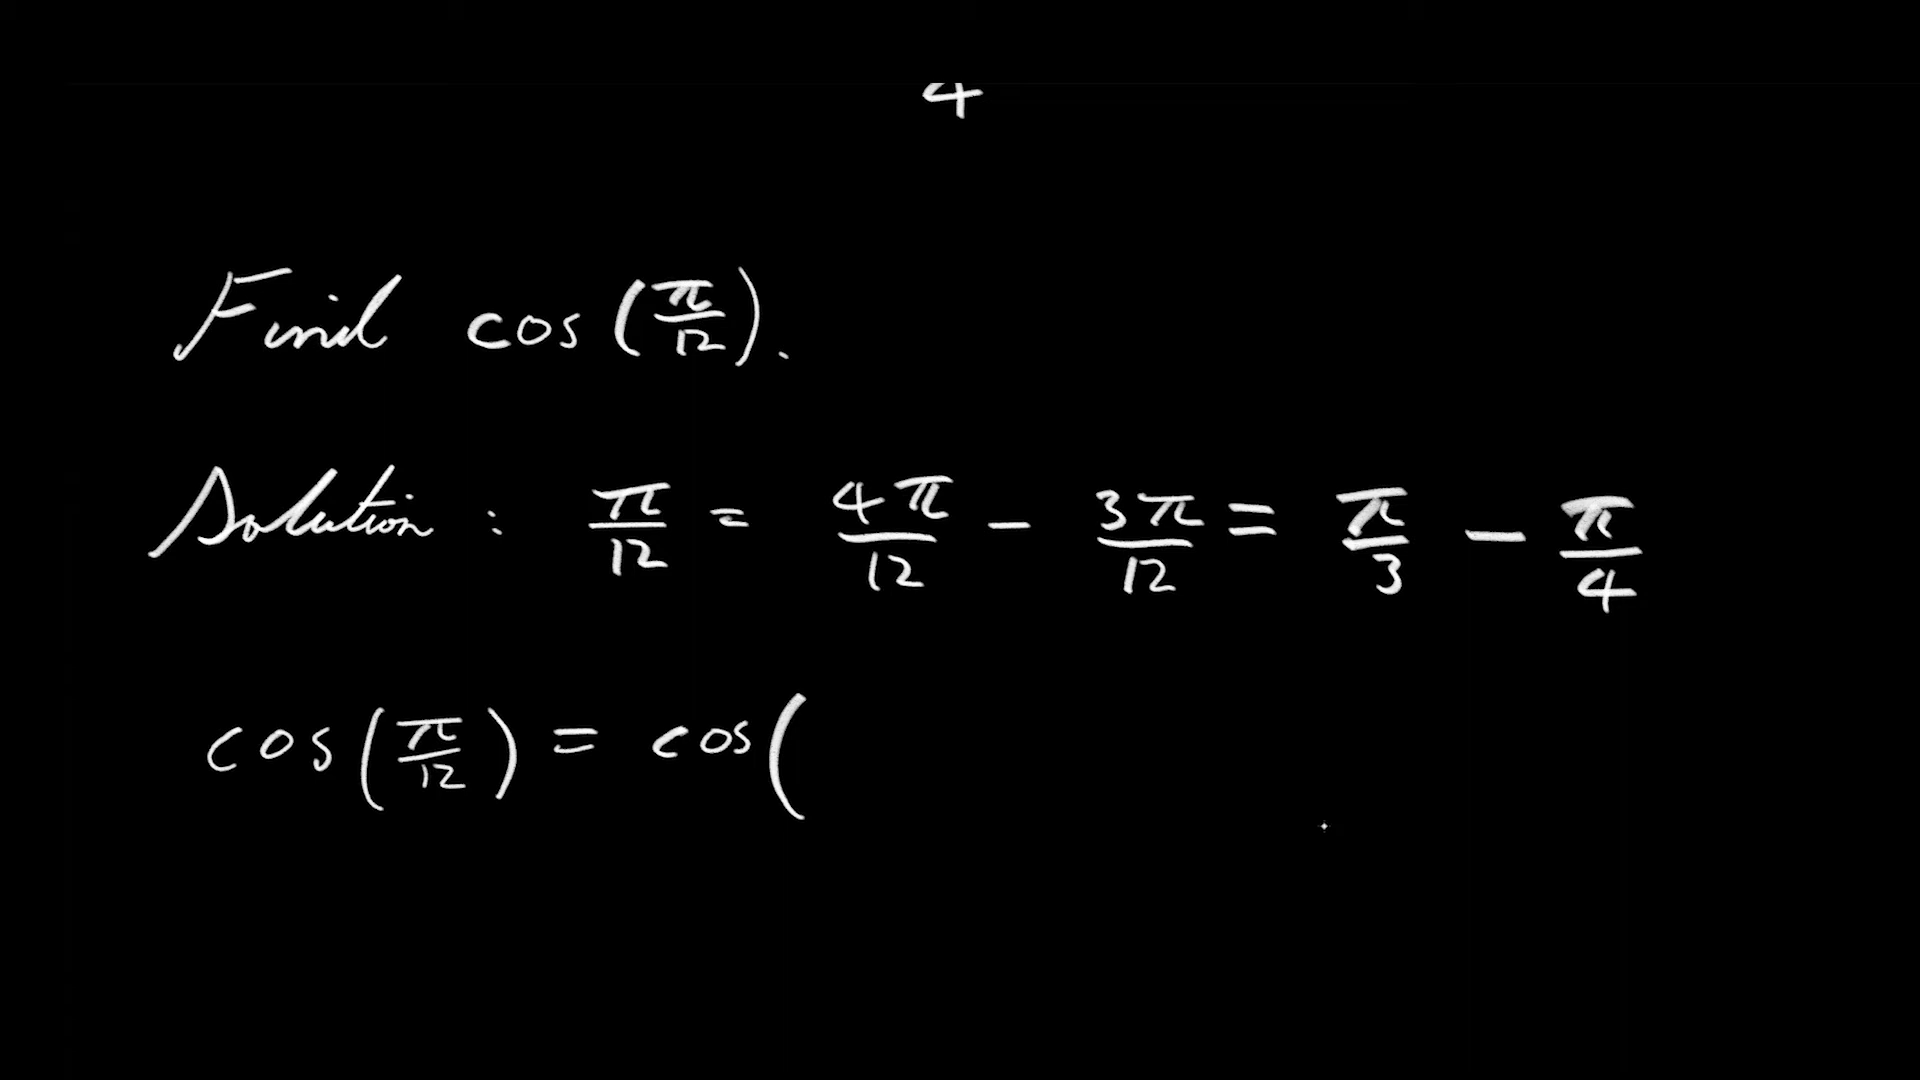 4
Find cos(π/12).
Solution : π/12 = 4π/12 - 3π/12 = π/3 - π/4
cos(π/12) = cos(